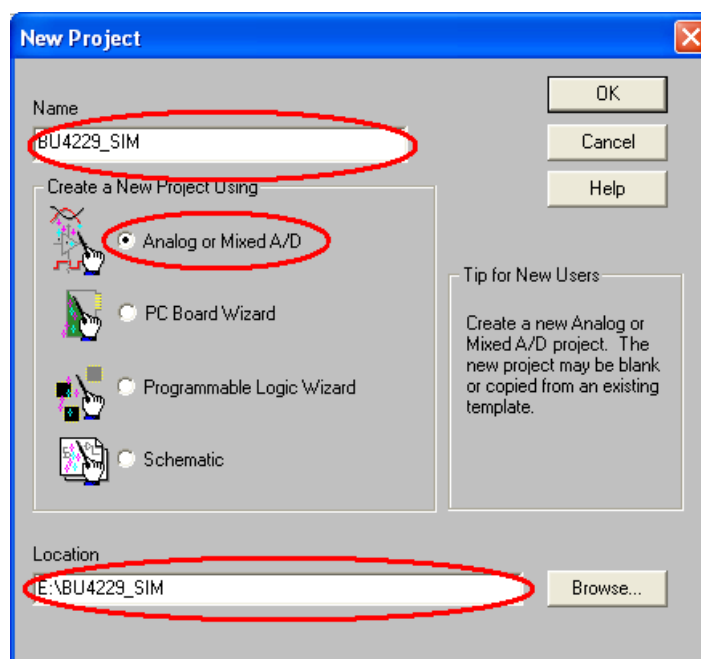 New Project
Name
BU4229_SIM
OK
Cancel
Help
Create a New Project Using
Analog or Mixed A/D
PC Board Wizard
Programmable Logic Wizard
Schematic
Tip for New Users
Create a new Analog or
Mixed A/D project. The
new project may be blank
or copied from an existing
template.
Location
E:\BU4229_SIM
Browse...